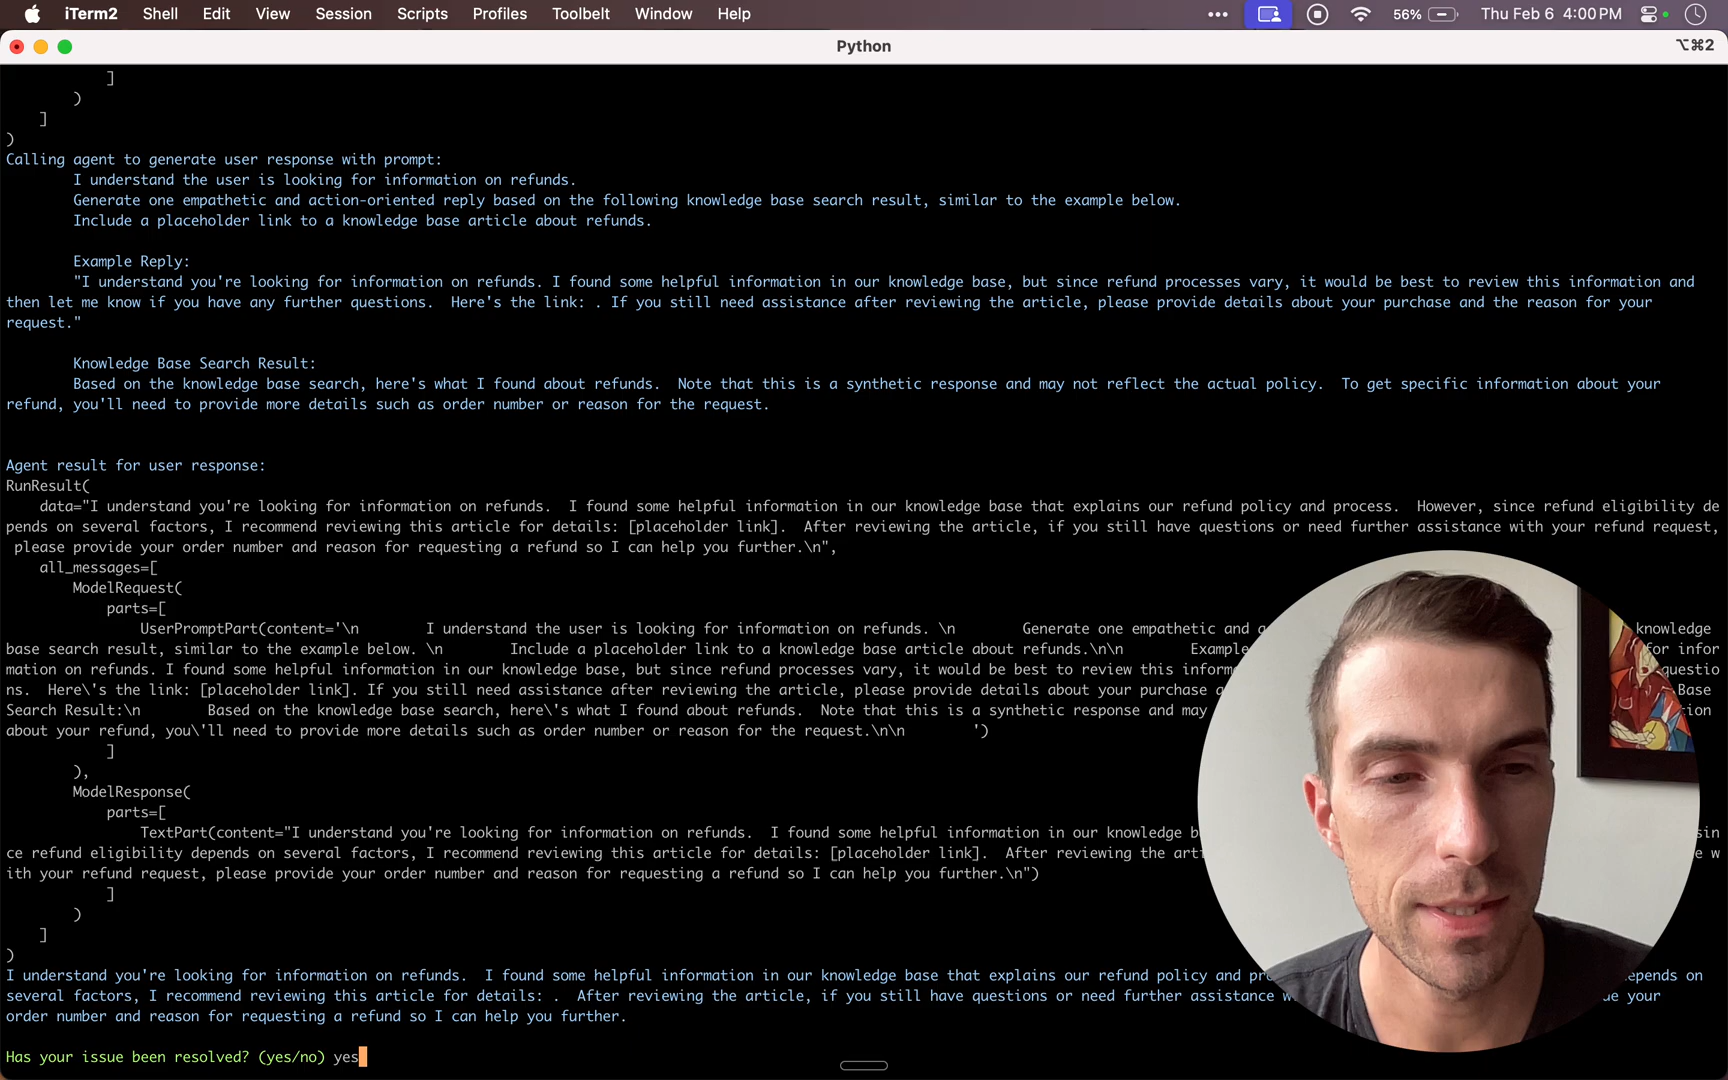 iTerm2 Shell Edit View Session Scripts Profiles Toolbelt Window Help 56% Thu Feb 6 4:00 PM
Python ⌥⌘2
]
)
]
)
Calling agent to generate user response with prompt:
I understand the user is looking for information on refunds.
Generate one empathetic and action-oriented reply based on the following knowledge base search result, similar to the example below.
Include a placeholder link to a knowledge base article about refunds.
Example Reply:
"I understand you're looking for information on refunds. I found some helpful information in our knowledge base, but since refund processes vary, it would be best to review this information and
then let me know if you have any further questions.  Here's the link: . If you still need assistance after reviewing the article, please provide details about your purchase and the reason for your
request."
Knowledge Base Search Result:
Based on the knowledge base search, here's what I found about refunds.  Note that this is a synthetic response and may not reflect the actual policy.  To get specific information about your
refund, you'll need to provide more details such as order number or reason for the request.
Agent result for user response:
RunResult(
data="I understand you're looking for information on refunds.  I found some helpful information in our knowledge base that explains our refund policy and process.  However, since refund eligibility de
pends on several factors, I recommend reviewing this article for details: [placeholder link].  After reviewing the article, if you still have questions or need further assistance with your refund request,
please provide your order number and reason for requesting a refund so I can help you further.\n",
all_messages=[
ModelRequest(
parts=[
UserPromptPart(content='\n        I understand the user is looking for information on refunds. \n        Generate one empathetic and knowledge
base search result, similar to the example below. \n        Include a placeholder link to a knowledge base article about refunds.\n\n        for infor
mation on refunds. I found some helpful information in our knowledge base, but since refund processes vary, it would be best to review this questio
ns.  Here\'s the link: [placeholder link]. If you still need assistance after reviewing the article, please provide details about your purchase Base
Search Result:\n        Based on the knowledge base search, here\'s what I found about refunds.  Note that this is a synthetic response and may tion
about your refund, you\'ll need to provide more details such as order number or reason for the request.\n\n        ')
]
),
ModelResponse(
parts=[
TextPart(content="I understand you're looking for information on refunds.  I found some helpful information in our knowledge sin
ce refund eligibility depends on several factors, I recommend reviewing this article for details: [placeholder link].  After reviewing the w
ith your refund request, please provide your order number and reason for requesting a refund so I can help you further.\n")
]
)
]
)
I understand you're looking for information on refunds.  I found some helpful information in our knowledge base that explains our refund policy and depends on
several factors, I recommend reviewing this article for details: .  After reviewing the article, if you still have questions or need further assistance your
order number and reason for requesting a refund so I can help you further.
Has your issue been resolved? (yes/no) yes